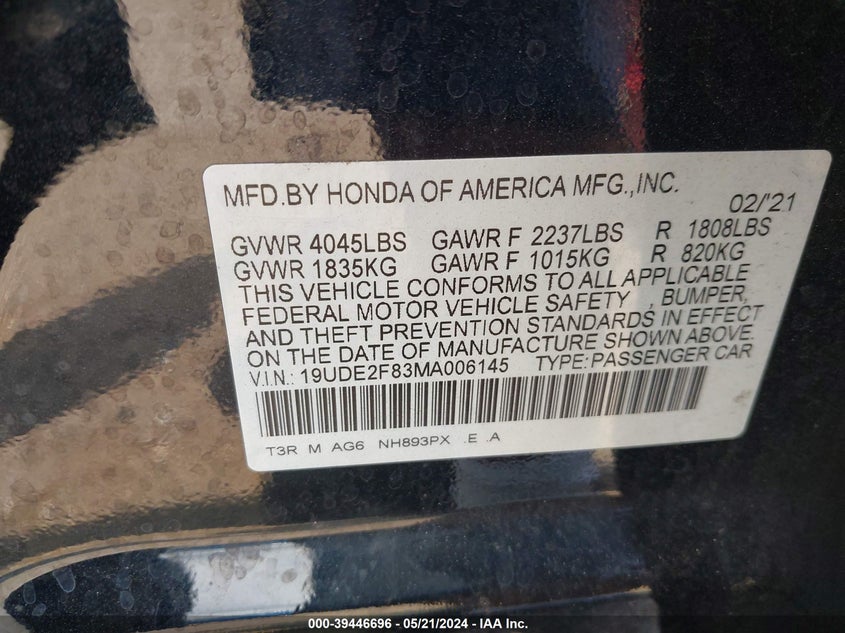 MFD.BY HONDA OF AMERICA MFG.,INC. 02/'21
GVWR 4045LBS GAWR F 2237LBS R 1808LBS
GVWR 1835KG GAWR F 1015KG R 820KG
THIS VEHICLE CONFORMS TO ALL APPLICABLE
FEDERAL MOTOR VEHICLE SAFETY , BUMPER,
AND THEFT PREVENTION STANDARDS IN EFFECT
ON THE DATE OF MANUFACTURE SHOWN ABOVE.
V.I.N.: 19UDE2F83MA006145 TYPE:PASSENGER CAR
T3R M AG6 NH893PX .E .A
000-39446696 - 05/21/2024 - IAA Inc.